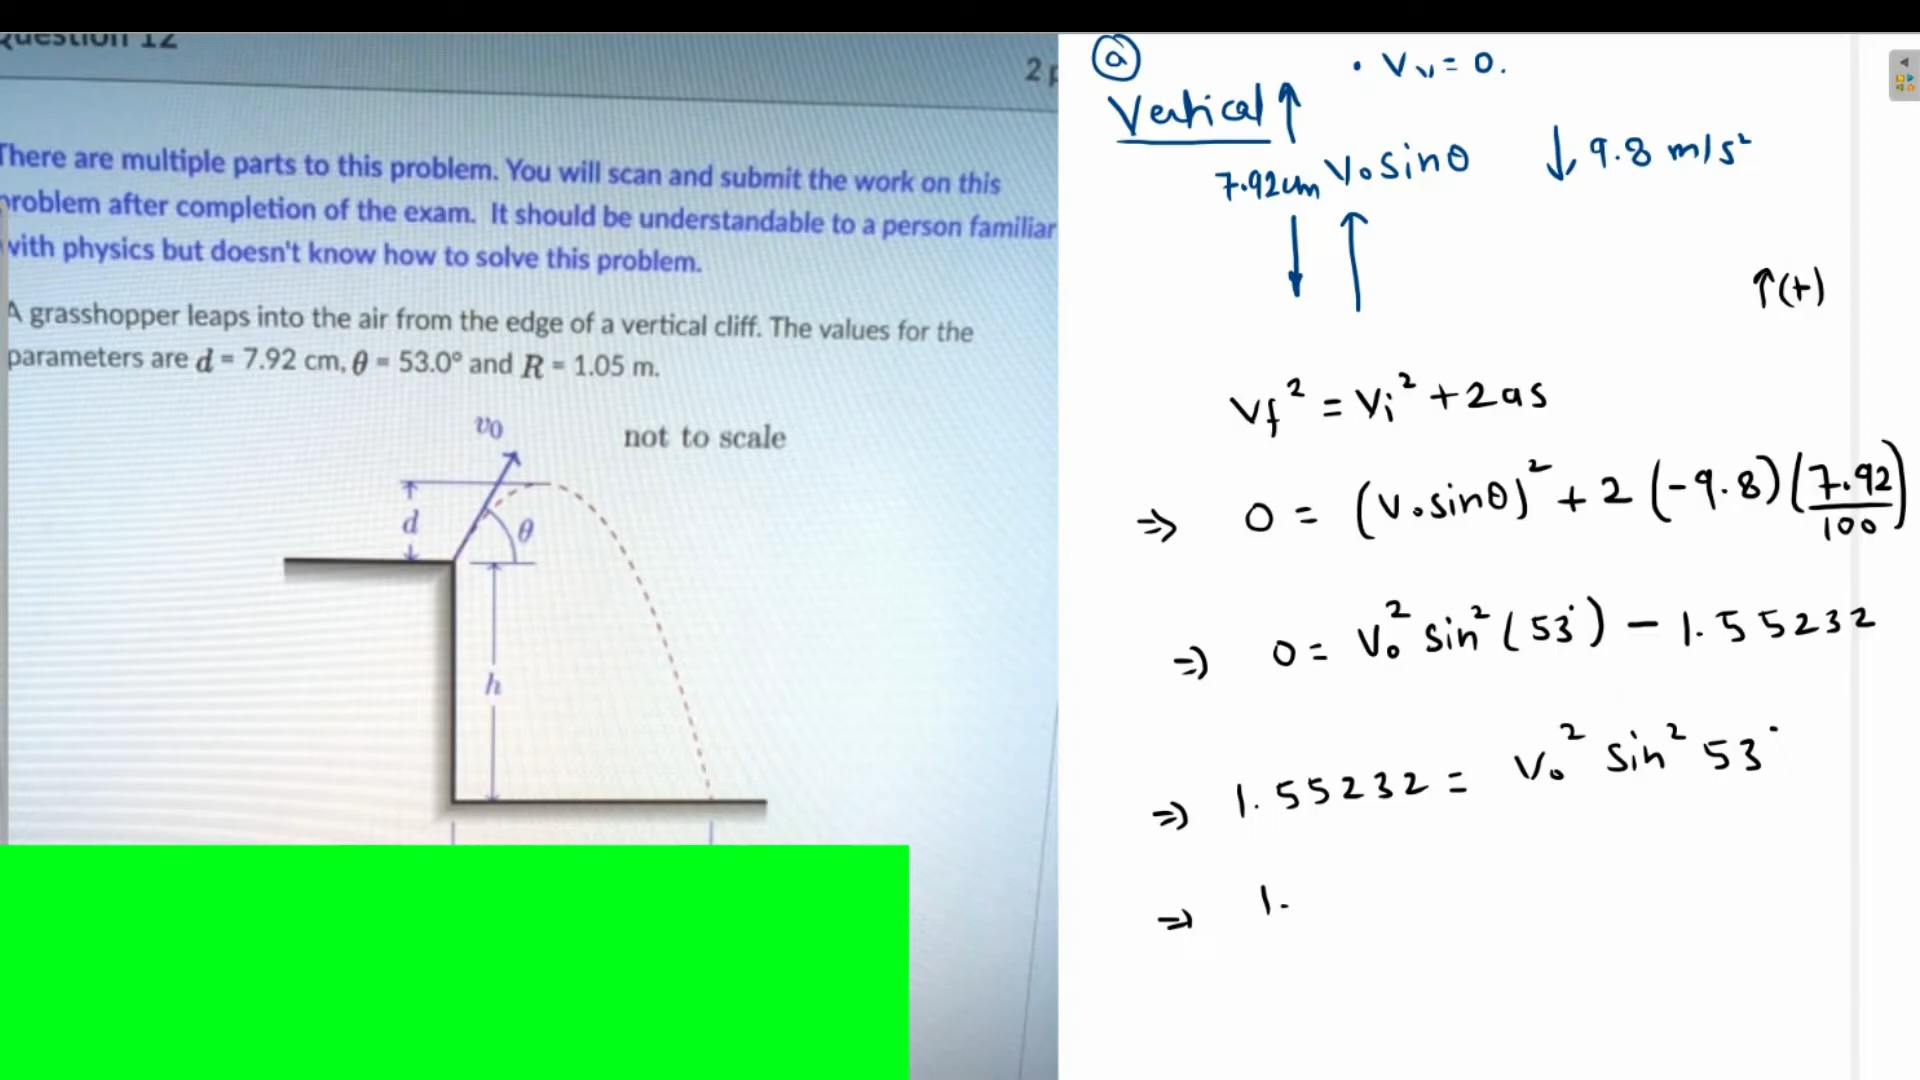 Question 12
2 p
There are multiple parts to this problem. You will scan and submit the work on this
problem after completion of the exam. It should be understandable to a person familiar
with physics but doesn't know how to solve this problem.
A grasshopper leaps into the air from the edge of a vertical cliff. The values for the
parameters are d = 7.92 cm, θ = 53.0° and R = 1.05 m.
v0
not to scale
d
θ
h
a
• Vv = 0.
Vertical ↑
7.92cm V0 sinθ ↓ 9.8 m/s²
↑(+)
Vf² = Vi² + 2as
⇒ 0 = (V0 sinθ)² + 2 (-9.8) (7.92/100)
⇒ 0 = V0² sin² (53°) - 1.55232
⇒ 1.55232 = V0² sin² 53°
⇒ 1.